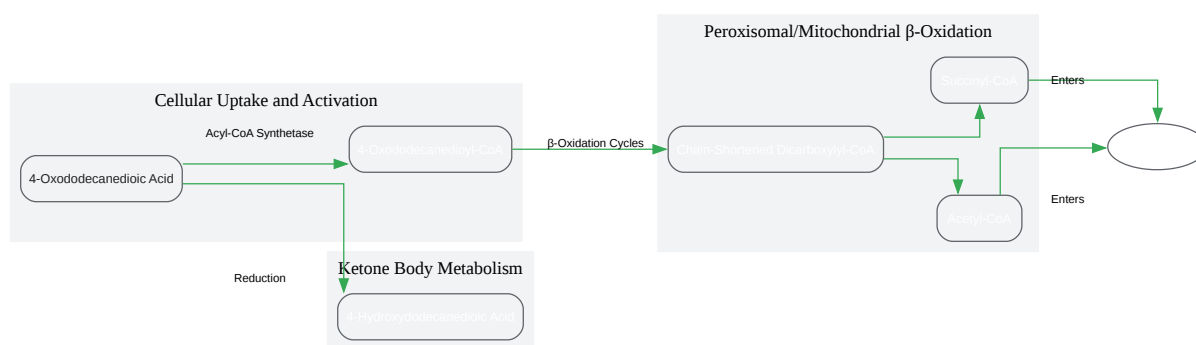 Peroxisomal/Mitochondrial β-Oxidation
Succinyl-CoA
Enters
Cellular Uptake and Activation
Acyl-CoA Synthetase
4-Oxododecanedioyl-CoA
β-Oxidation Cycles
Chain-Shortened Dicarboxylyl-CoA
4-Oxododecanedioic Acid
Acetyl-CoA
Enters
Ketone Body Metabolism
Reduction
4-Hydroxydodecanedioic Acid